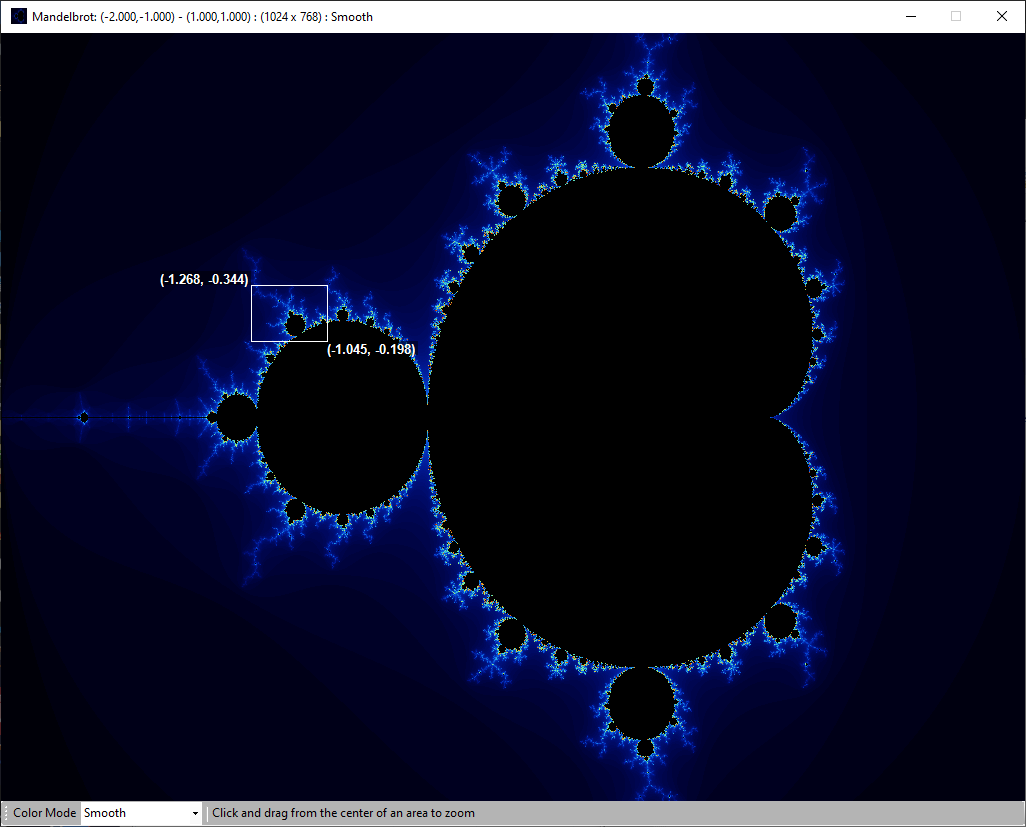 Mandelbrot: (-2.000,-1.000) - (1.000,1.000) : (1024 x 768) : Smooth
(-1.268, -0.344)
(-1.045, -0.198)
Color Mode Smooth Click and drag from the center of an area to zoom